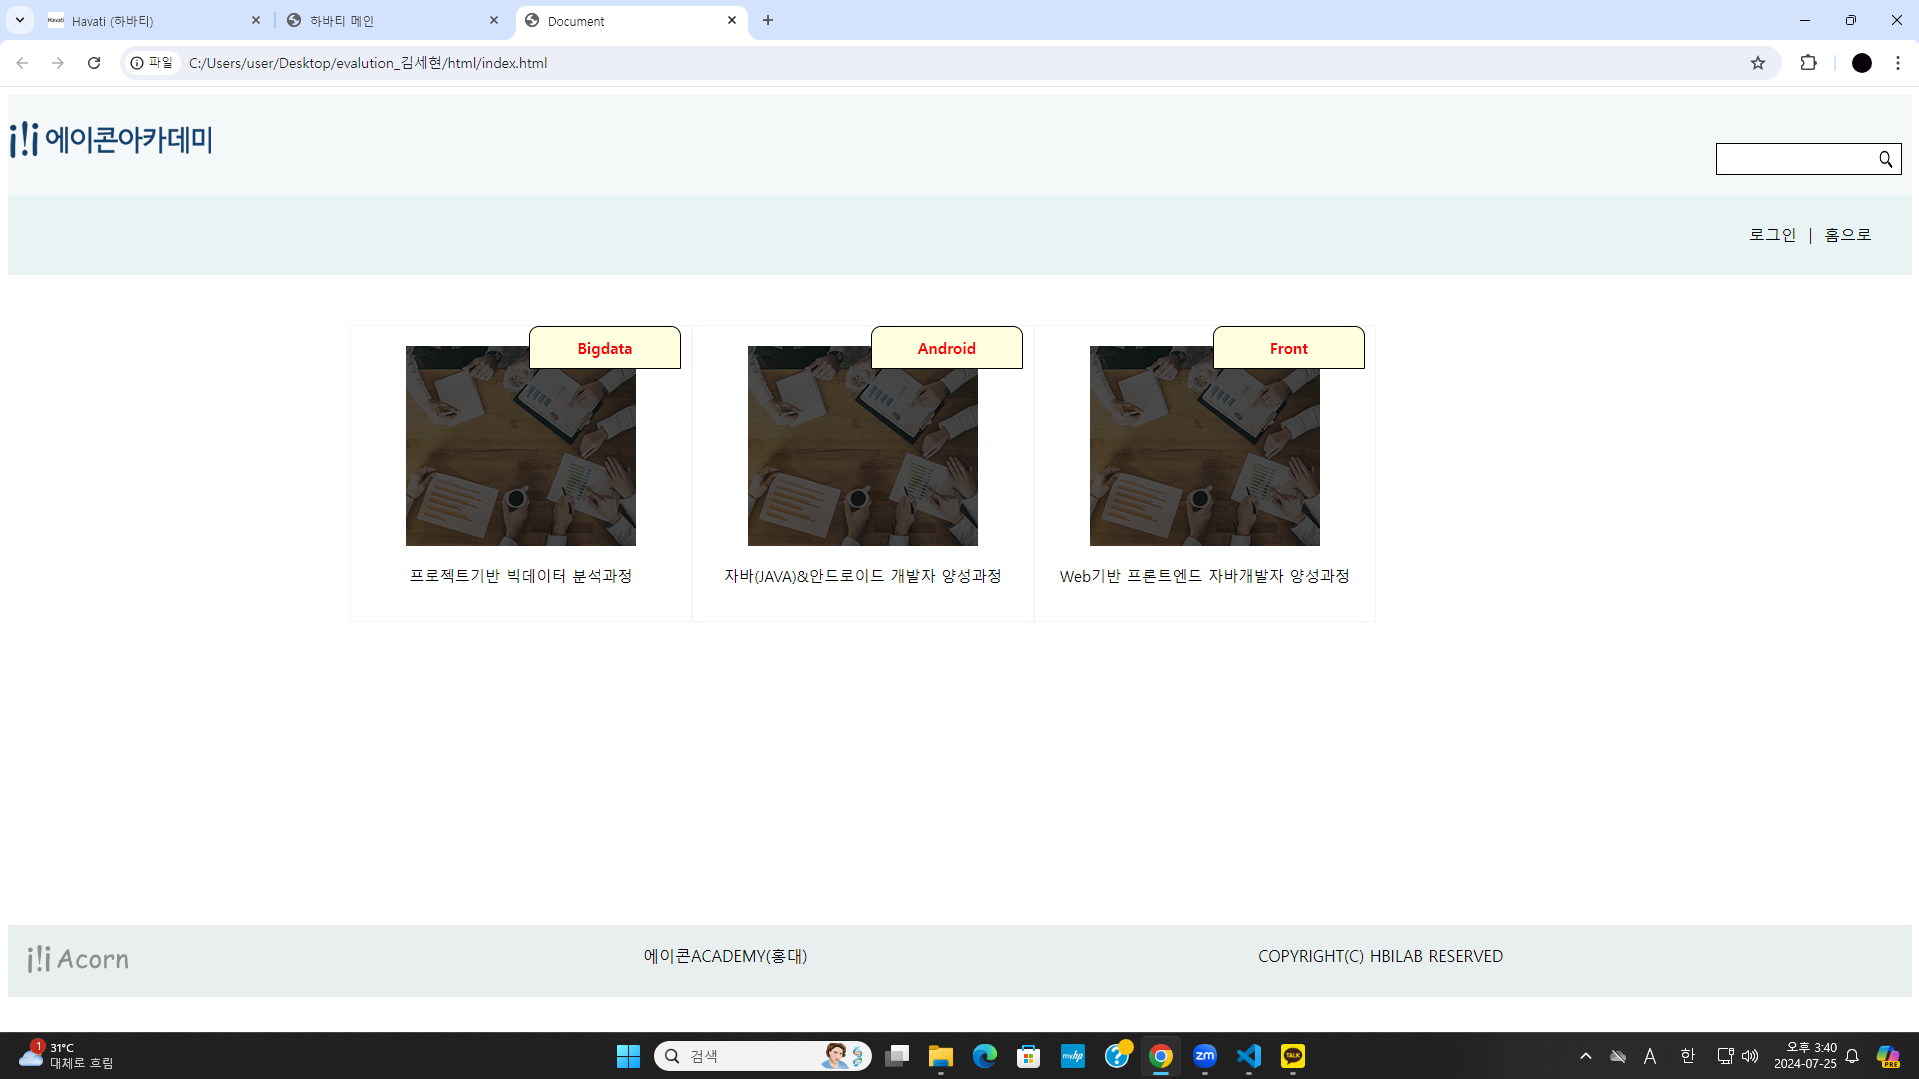 Havati (하바티)
하바티 메인
Document
파일
C:/Users/user/Desktop/evalution_김세현/html/index.html
에이콘아카데미
로그인 | 홈으로
Bigdata
Android
Front
프로젝트기반 빅데이터 분석과정
자바(JAVA)&안드로이드 개발자 양성과정
Web기반 프론트엔드 자바개발자 양성과정
Acorn
에이콘ACADEMY(홍대)
COPYRIGHT(C) HBILAB RESERVED
1
31°C
대체로 흐림
검색
myhp
zm
TALK
PRE
A
한
오후 3:40
2024-07-25